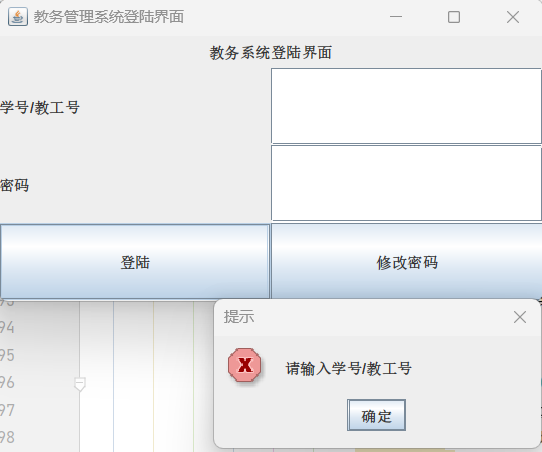 教务管理系统登陆界面
教务系统登陆界面
学号/教工号
密码
登陆
修改密码
94
95
96
97
98
提示
X
请输入学号/教工号
确定